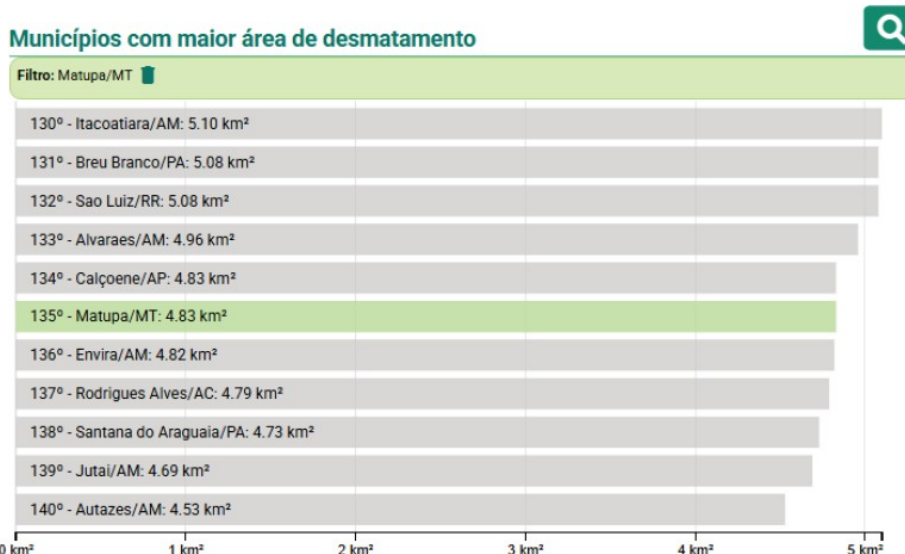 Municípios com maior área de desmatamento
Filtro: Matupa/MT
130º - Itacoatiara/AM: 5.10 km²
131º - Breu Branco/PA: 5.08 km²
132º - Sao Luiz/RR: 5.08 km²
133º - Alvaraes/AM: 4.96 km²
134º - Calçoene/AP: 4.83 km²
135º - Matupa/MT: 4.83 km²
136º - Envira/AM: 4.82 km²
137º - Rodrigues Alves/AC: 4.79 km²
138º - Santana do Araguaia/PA: 4.73 km²
139º - Jutai/AM: 4.69 km²
140º - Autazes/AM: 4.53 km²
0 km² 1 km² 2 km² 3 km² 4 km² 5 km²